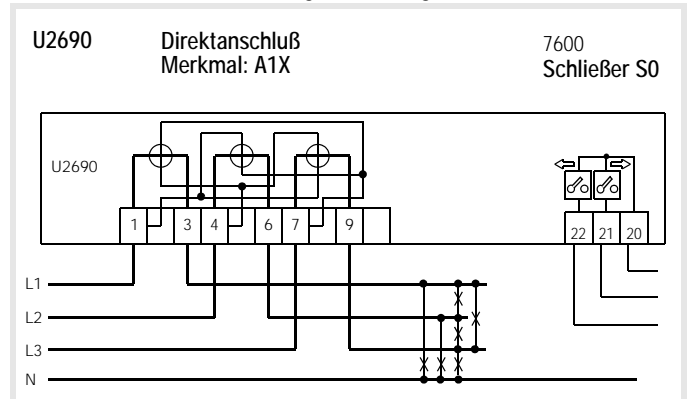 U2690 Direktanschluß 7600
Merkmal: A1X Schließer S0
U2690
1 3 4 6 7 9 22 21 20
L1
L2
L3
N